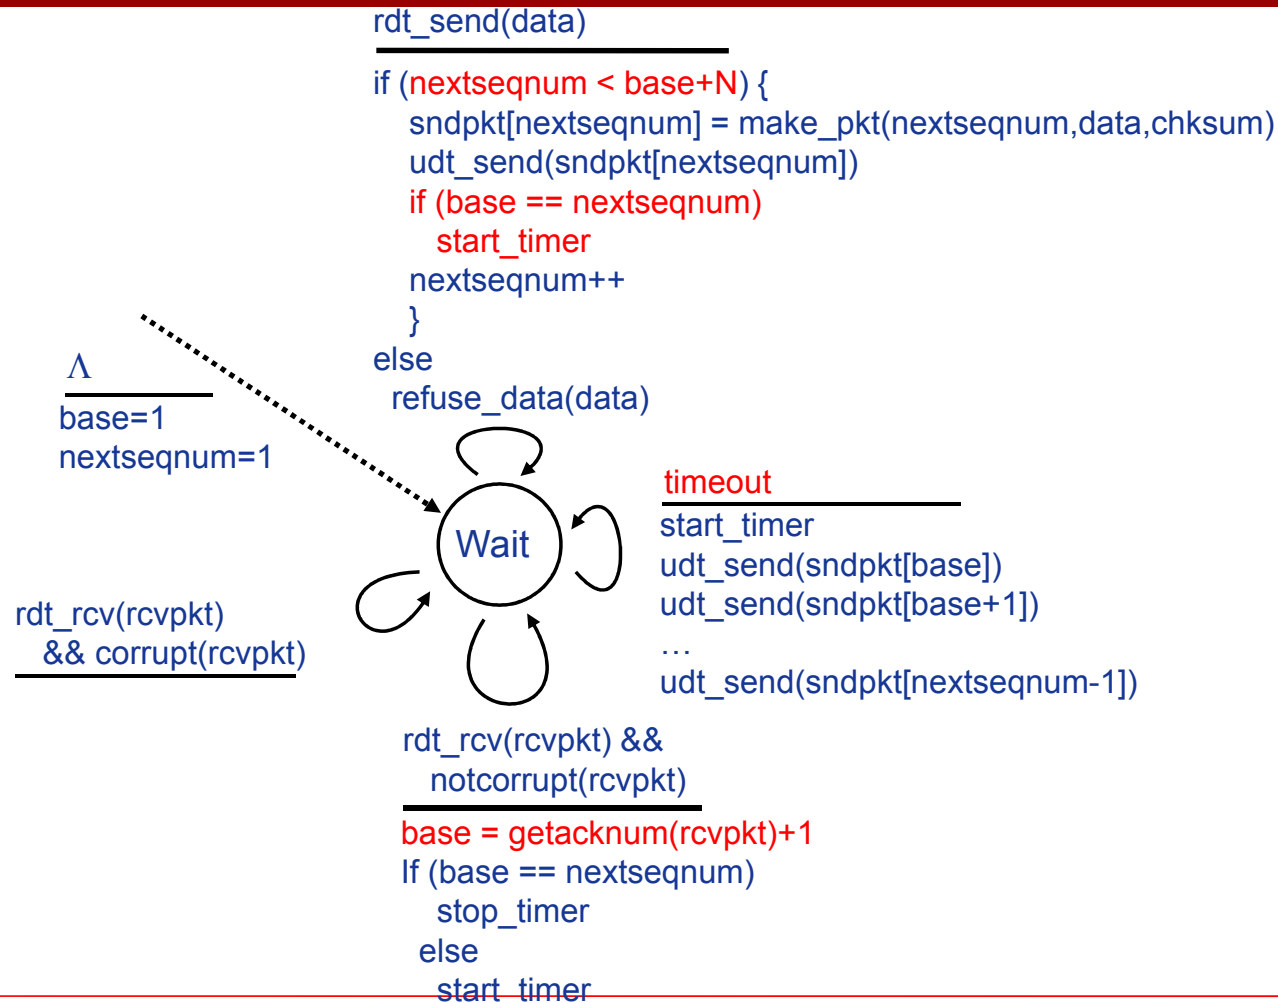 rdt_send(data)
if (nextseqnum < base+N) {
sndpkt[nextseqnum] = make_pkt(nextseqnum,data,chksum)
udt_send(sndpkt[nextseqnum])
if (base == nextseqnum)
start_timer
nextseqnum++
}
else
refuse_data(data)
Λ
base=1
nextseqnum=1
Wait
timeout
start_timer
udt_send(sndpkt[base])
udt_send(sndpkt[base+1])
…
udt_send(sndpkt[nextseqnum-1])
rdt_rcv(rcvpkt)
&& corrupt(rcvpkt)
rdt_rcv(rcvpkt) &&
notcorrupt(rcvpkt)
base = getacknum(rcvpkt)+1
If (base == nextseqnum)
stop_timer
else
start_timer